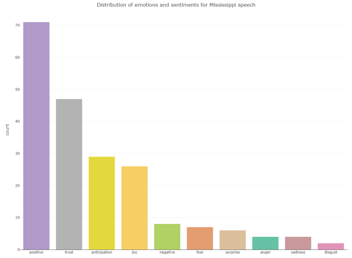 Distribution of emotions and sentiments for Mississippi speech
count
70
60
50
40
30
20
10
0
positive trust anticipation joy negative fear surprise anger sadness disgust